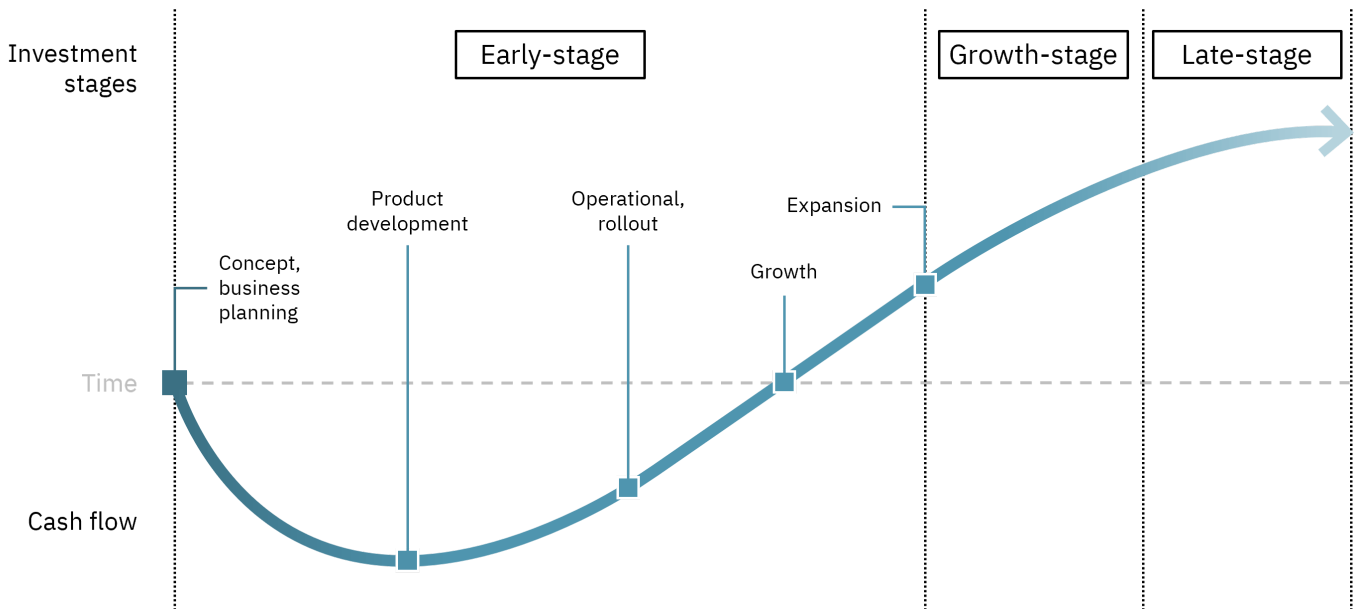 Investment
stages
Early-stage
Growth-stage
Late-stage
Product
development
Operational,
rollout
Expansion
Concept,
business
planning
Growth
Time
Cash flow